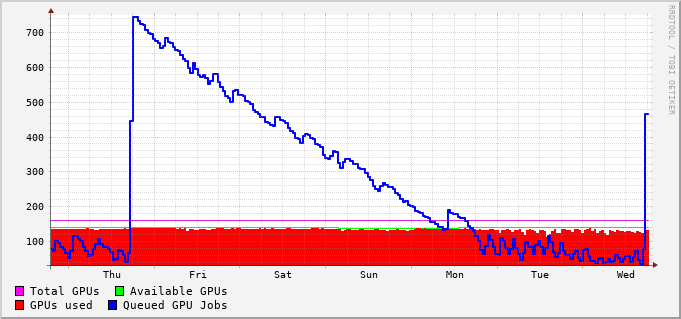 RRDTOOL / TOBI OETIKER
700
600
500
400
300
200
100
Thu Fri Sat Sun Mon Tue Wed
Total GPUs Available GPUs
GPUs used Queued GPU Jobs